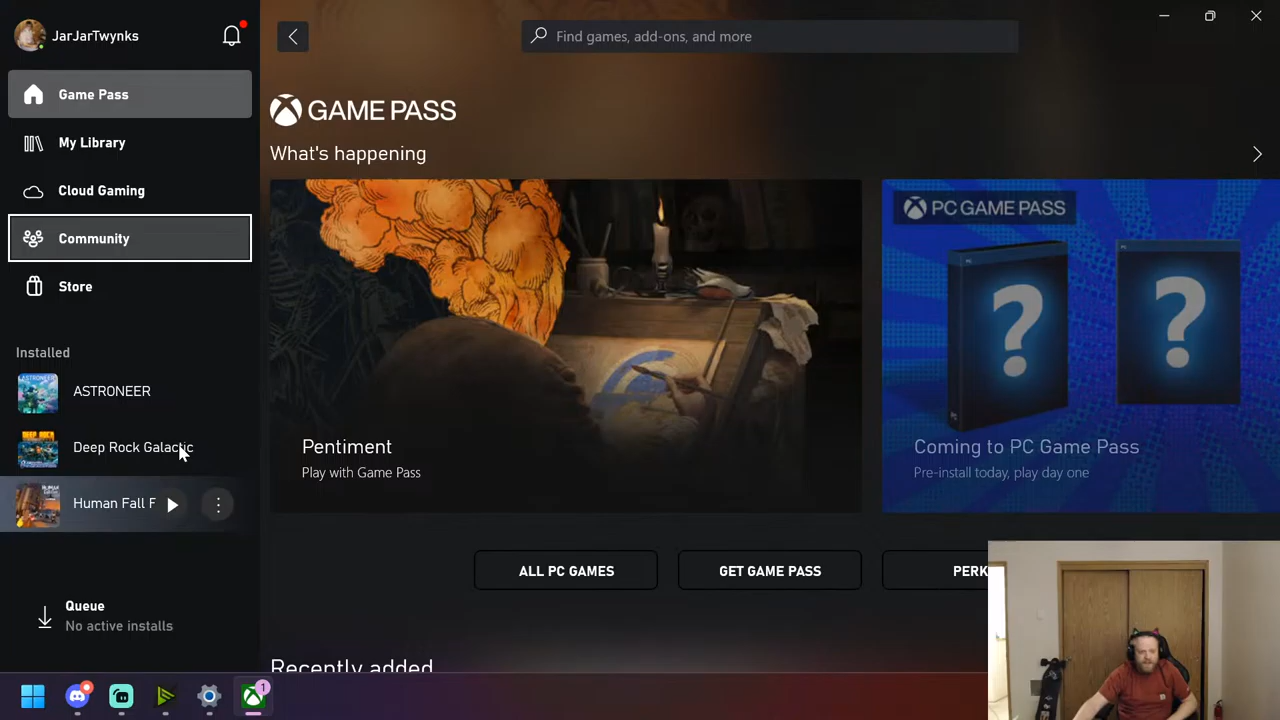 JarJarTwynks
Find games, add-ons, and more
Game Pass
My Library
Cloud Gaming
Community
Store
Installed
ASTRONEER
Deep Rock Galactic
Human Fall F
Queue
No active installs
GAME PASS
What's happening
Pentiment
Play with Game Pass
PC GAME PASS
? ?
Coming to PC Game Pass
Pre-install today, play day one
ALL PC GAMES
GET GAME PASS
PERK
Recently added
1